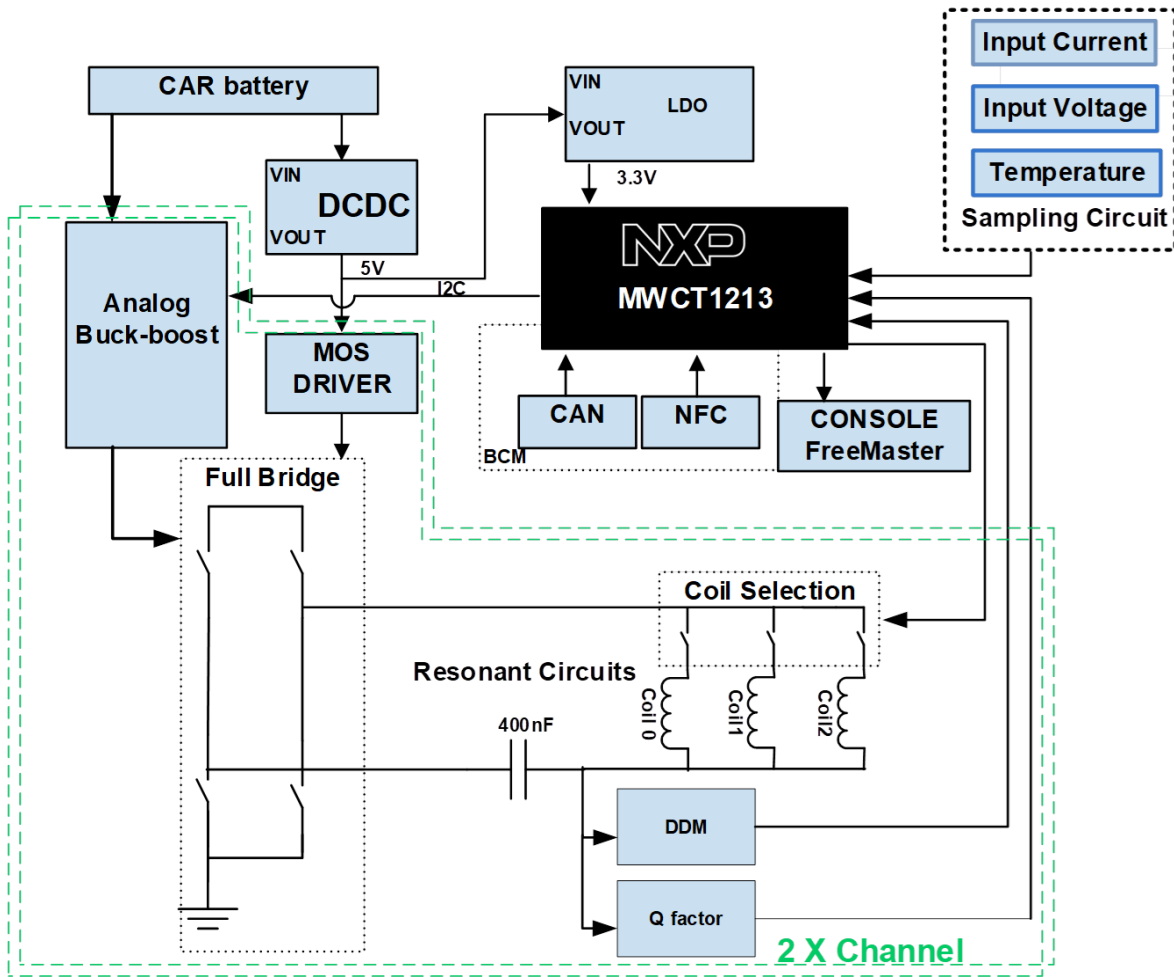 Input Current
Input Voltage
Temperature
Sampling Circuit
CAR battery
VIN
LDO
VOUT
3.3V
VIN
DCDC
VOUT
5V
I2C
NXP
MWCT1213
Analog
Buck-boost
MOS
DRIVER
CAN
NFC
BCM
CONSOLE
FreeMaster
Full Bridge
Coil Selection
Resonant Circuits
Coil 0
Coil1
Coil2
400nF
DDM
Q factor
2 X Channel